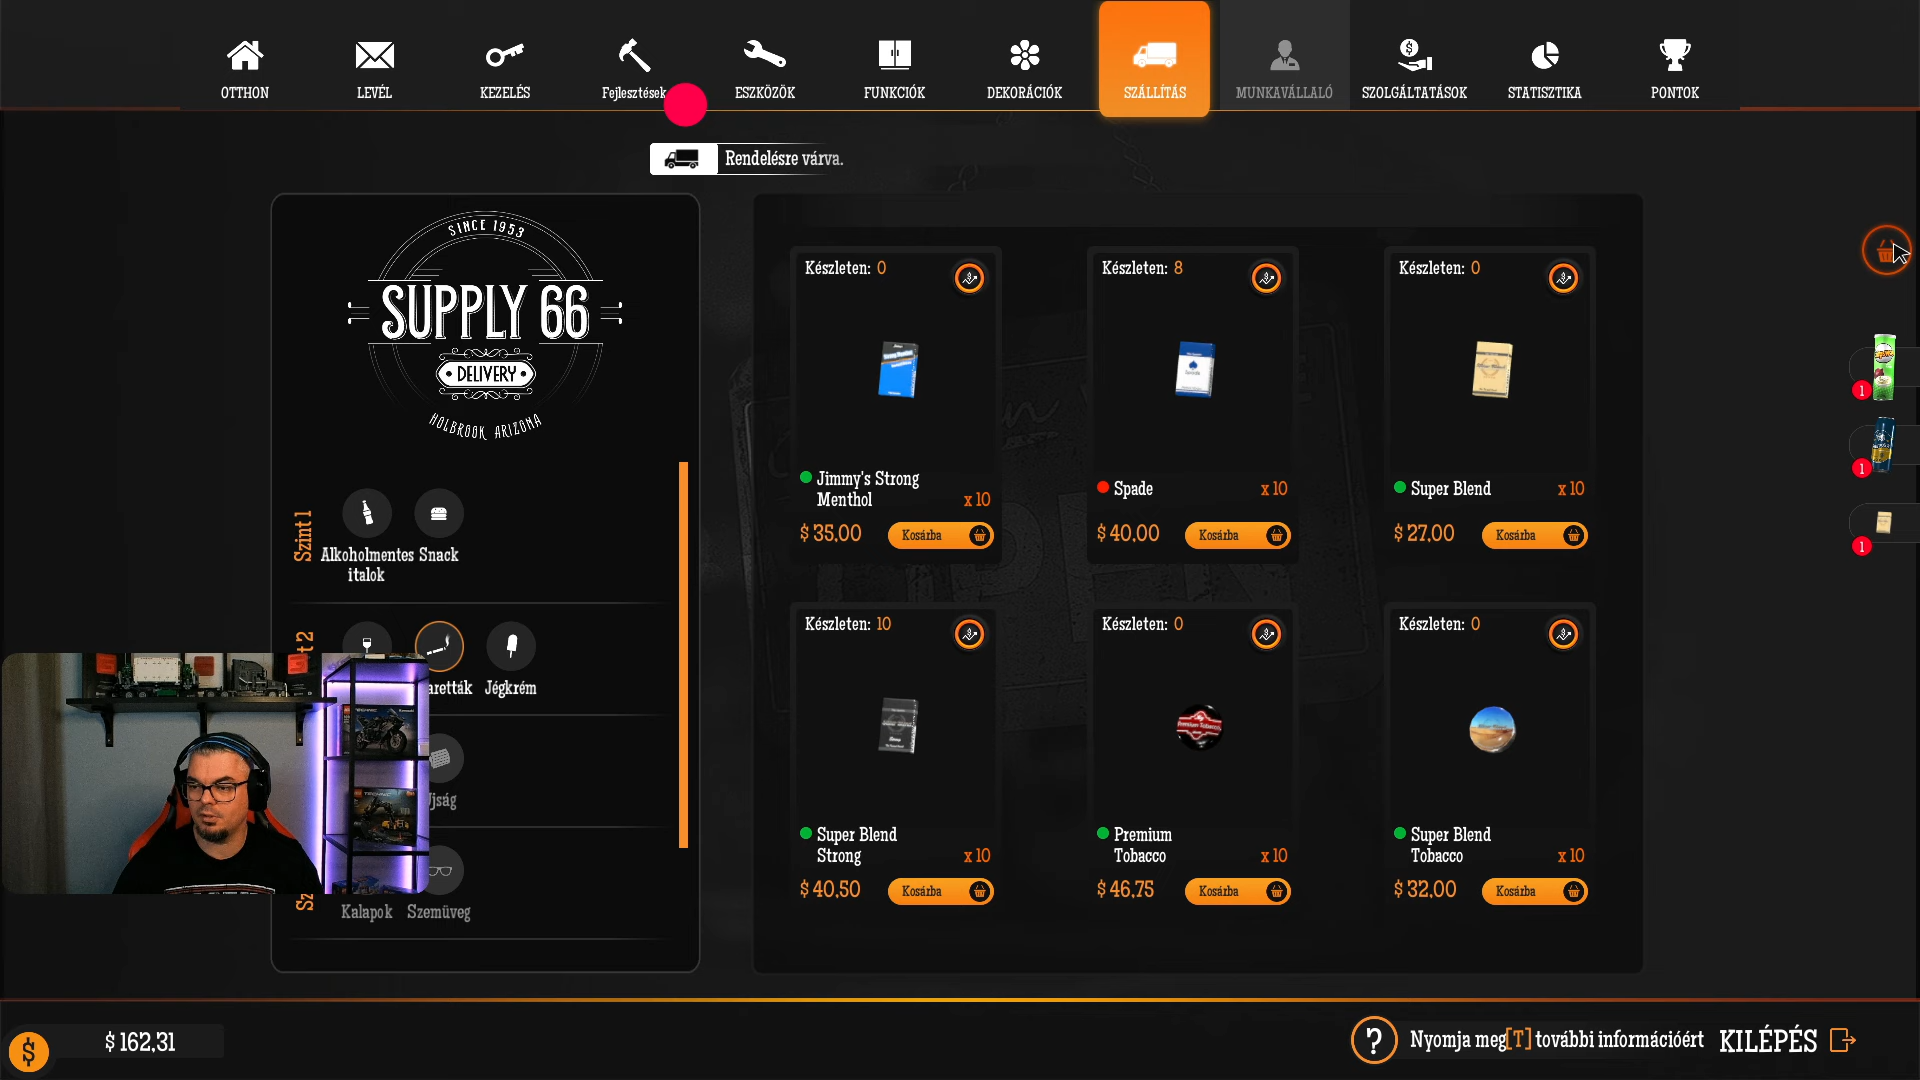 OTTHON
LEVÉL
KEZELÉS
Fejlesztések
ESZKÖZÖK
FUNKCIÓK
DEKORÁCIÓK
SZÁLLÍTÁS
MUNKAVÁLLALÓ
SZOLGÁLTATÁSOK
STATISZTIKA
PONTOK
Rendelésre várva.
SINCE 1953
SUPPLY 66
DELIVERY
HOLBROOK ARIZONA
Szint 1
Alkoholmentes italok
Snack
t 2
aretták
Jégkrém
Kalapok
Szemüveg
Készleten: 0
Jimmy's Strong
Menthol
x 10
$ 35,00
Kosárba
Készleten: 8
Spade
x 10
$ 40,00
Kosárba
Készleten: 0
Super Blend
x 10
$ 27,00
Kosárba
Készleten: 10
Super Blend
Strong
x 10
$ 40,50
Kosárba
Készleten: 0
Premium
Tobacco
x 10
$ 46,75
Kosárba
Készleten: 0
Super Blend
Tobacco
x 10
$ 32,00
Kosárba
1
1
1
$ 162,31
? Nyomja meg[T] további információért
KILÉPÉS